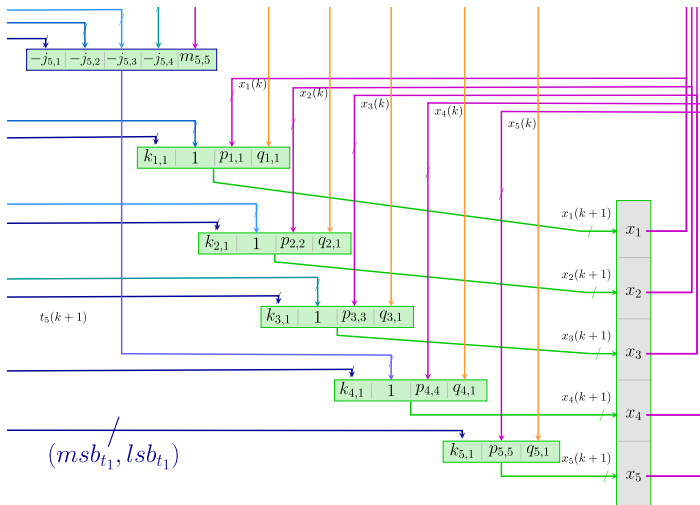 −j5,1 −j5,2 −j5,3 −j5,4 m5,5
x1(k)
x2(k)
x3(k)
x4(k)
x5(k)
k1,1 1 p1,1 q1,1
x1(k+1)
x1
k2,1 1 p2,2 q2,1
x2(k+1)
x2
k3,1 1 p3,3 q3,1
t5(k+1)
x3(k+1)
x3
k4,1 1 p4,4 q4,1
x4(k+1)
x4
k5,1 p5,5 q5,1
(msbt1, lsbt1)
x5(k+1)
x5